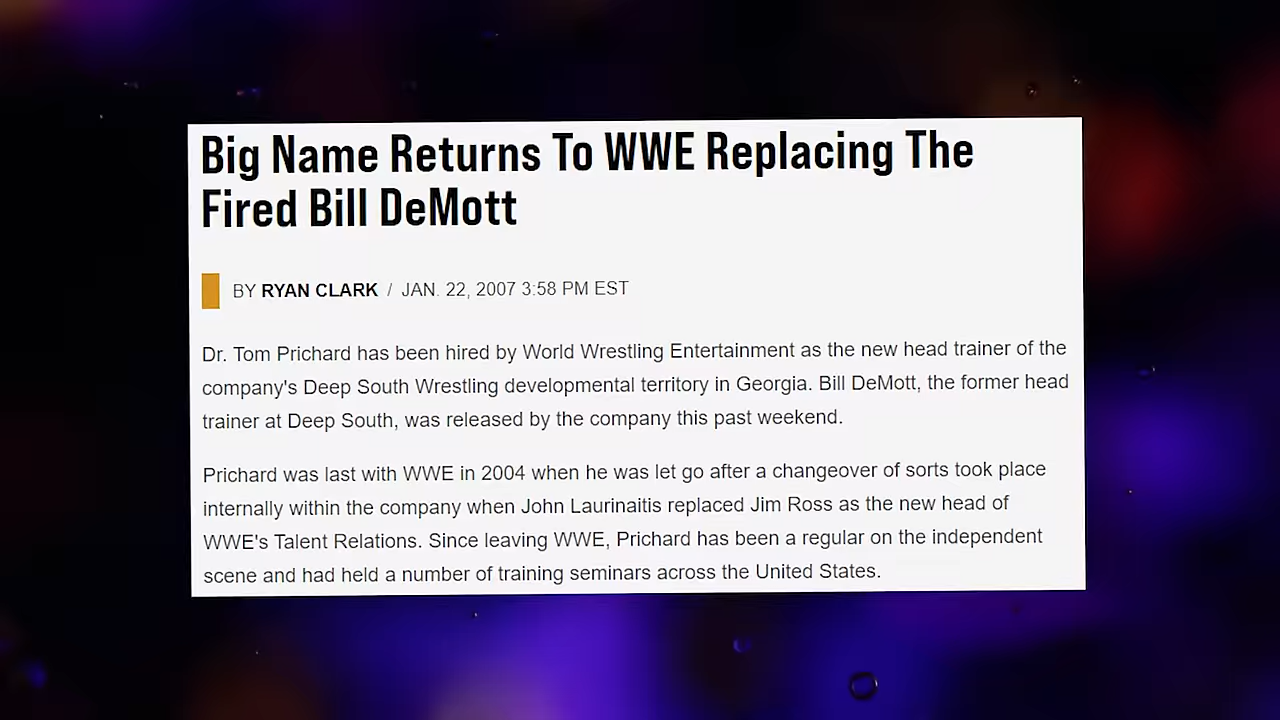 Big Name Returns To WWE Replacing The
Fired Bill DeMott
BY RYAN CLARK / JAN. 22, 2007 3:58 PM EST
Dr. Tom Prichard has been hired by World Wrestling Entertainment as the new head trainer of the
company's Deep South Wrestling developmental territory in Georgia. Bill DeMott, the former head
trainer at Deep South, was released by the company this past weekend.
Prichard was last with WWE in 2004 when he was let go after a changeover of sorts took place
internally within the company when John Laurinaitis replaced Jim Ross as the new head of
WWE's Talent Relations. Since leaving WWE, Prichard has been a regular on the independent
scene and had held a number of training seminars across the United States.